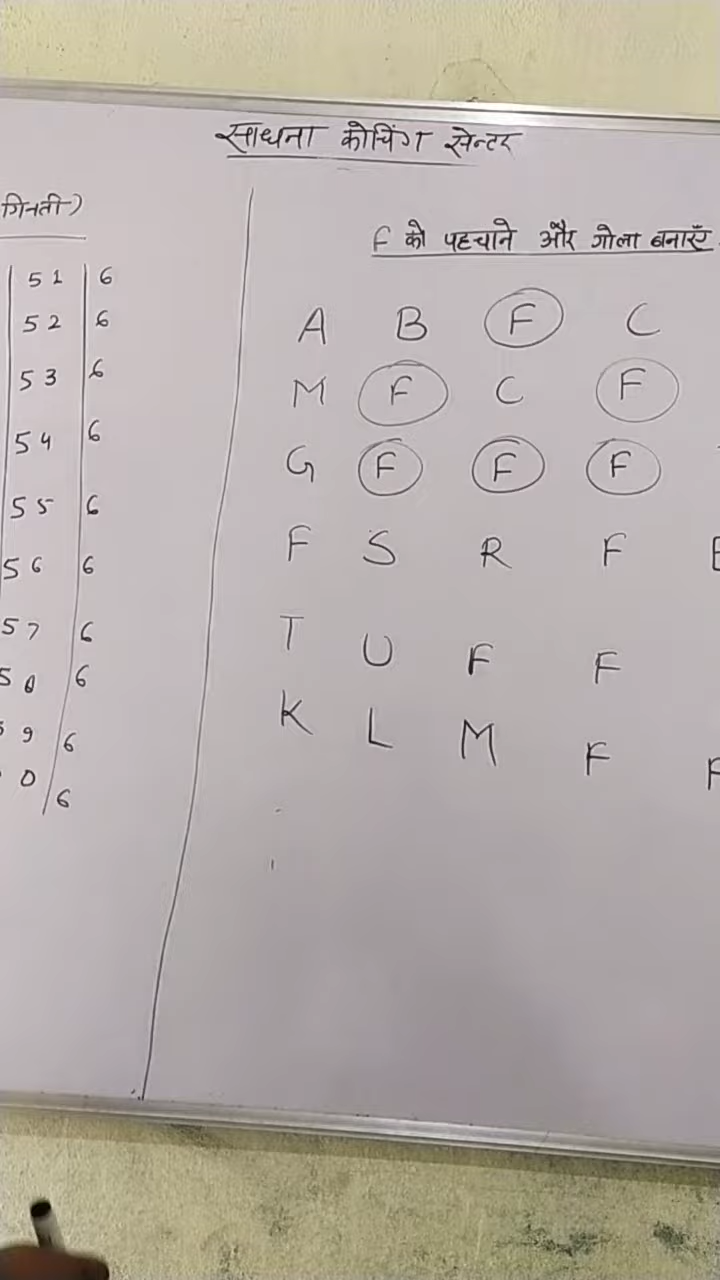 साधना कोचिंग सेन्टर
गिनती)
51 6
52 6
53 6
54 6
55 6
56 6
57 6
58 6
9 6
0 6
F को पहचाने और गोला बनाएँ
A B F C
M F C F
G F F F
F S R F
T U F F
K L M F F